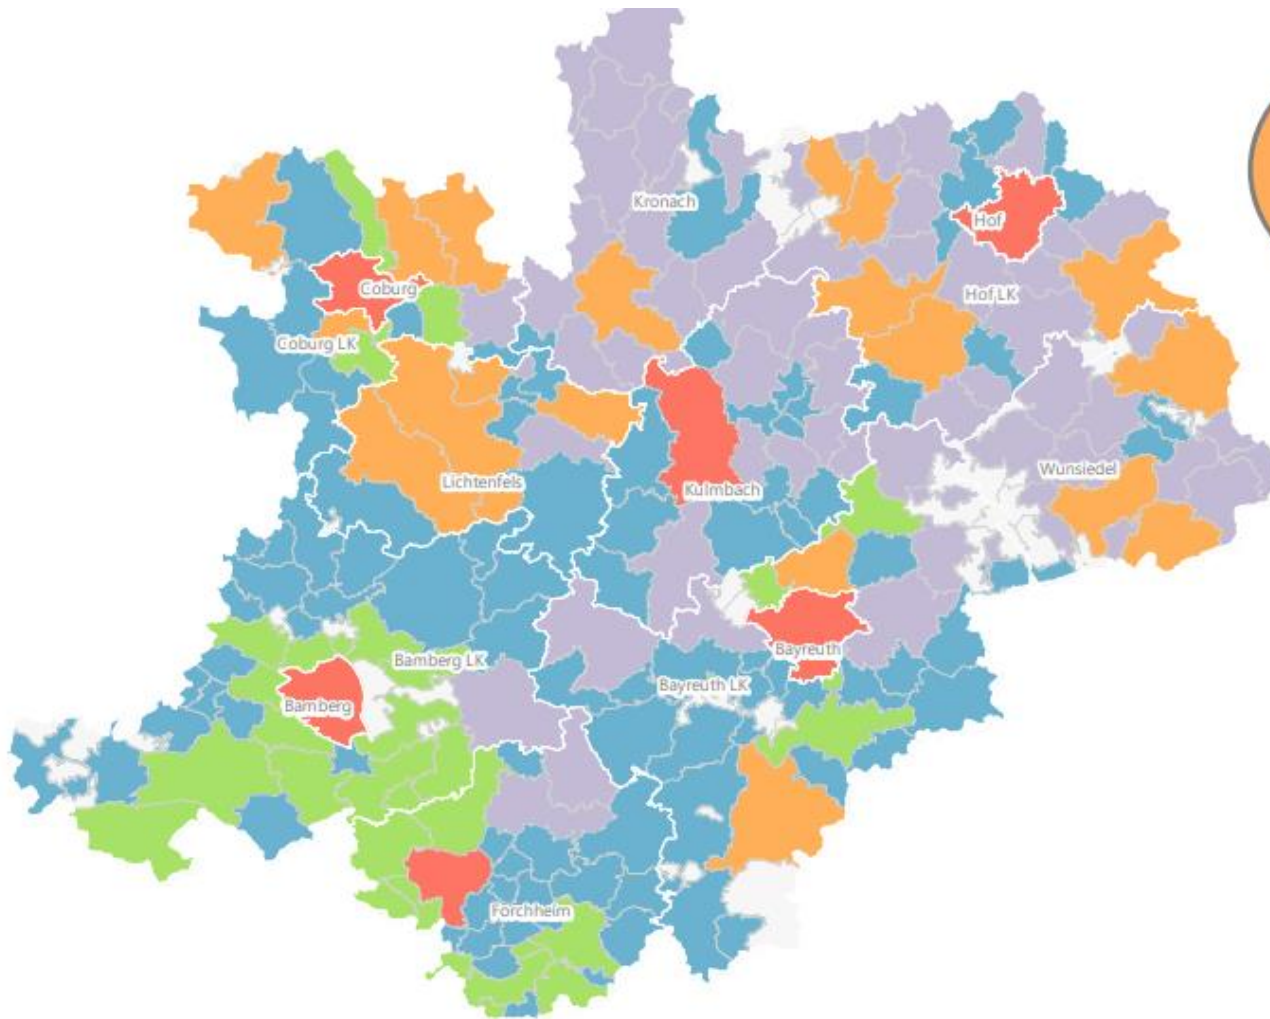 Kronach
Hof
Coburg
Hof LK
Coburg LK
Wunsiedel
Lichtenfels
Kulmbach
Bayreuth
Bamberg LK
Bayreuth LK
Bamberg
Forchheim